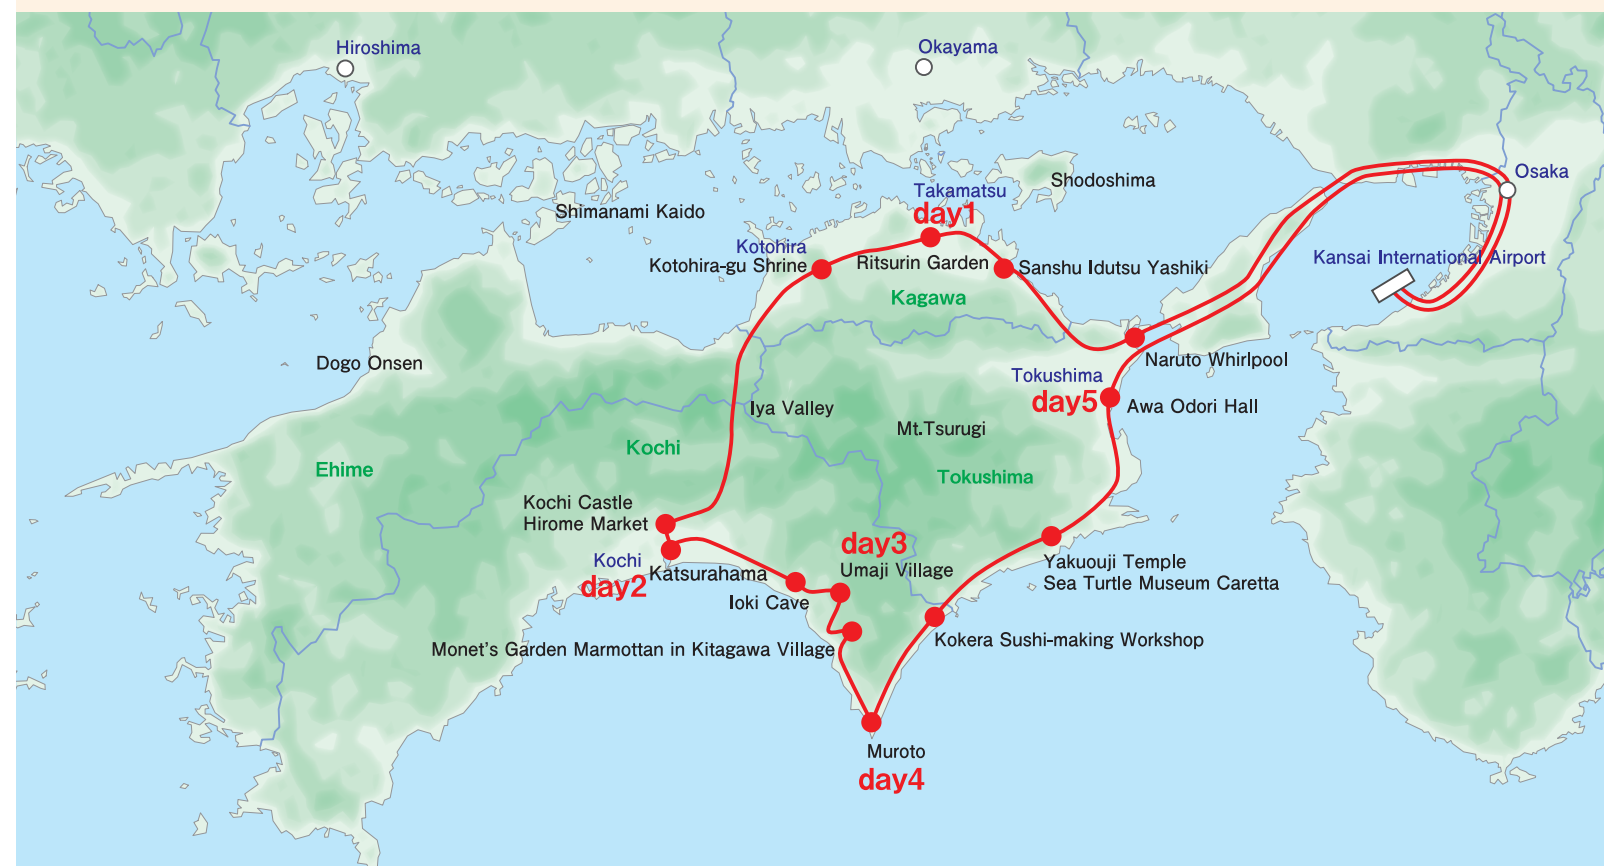 Hiroshima
Okayama
Osaka
Shodoshima
Takamatsu
day1
Shimanami Kaido
Kotohira
Kotohira-gu Shrine
Ritsurin Garden
Sanshu Idutsu Yashiki
Kansai International Airport
Kagawa
Dogo Onsen
Naruto Whirlpool
Tokushima
day5
Awa Odori Hall
Iya Valley
Mt.Tsurugi
Kochi
Ehime
Tokushima
Kochi Castle
Hirome Market
Kochi
day2
Katsurahama
day3
Umaji Village
Ioki Cave
Yakuouji Temple
Sea Turtle Museum Caretta
Kokera Sushi-making Workshop
Monet's Garden Marmottan in Kitagawa Village
Muroto
day4